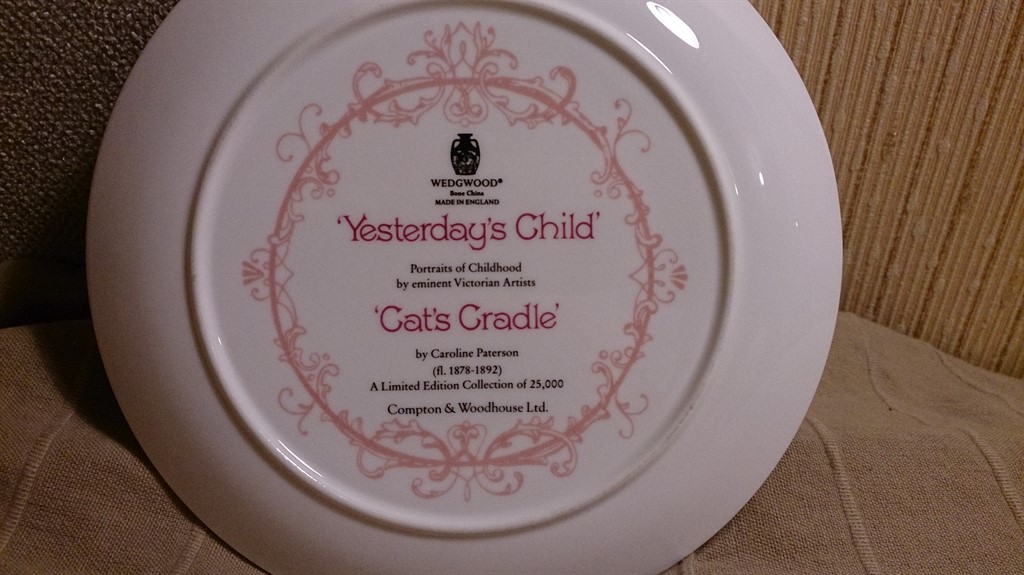 WEDGWOOD®
Bone China
MADE IN ENGLAND
'Yesterday's Child'
Portraits of Childhood
by eminent Victorian Artists
'Cat's Cradle'
by Caroline Paterson
(fl. 1878-1892)
A Limited Edition Collection of 25,000
Compton & Woodhouse Ltd.